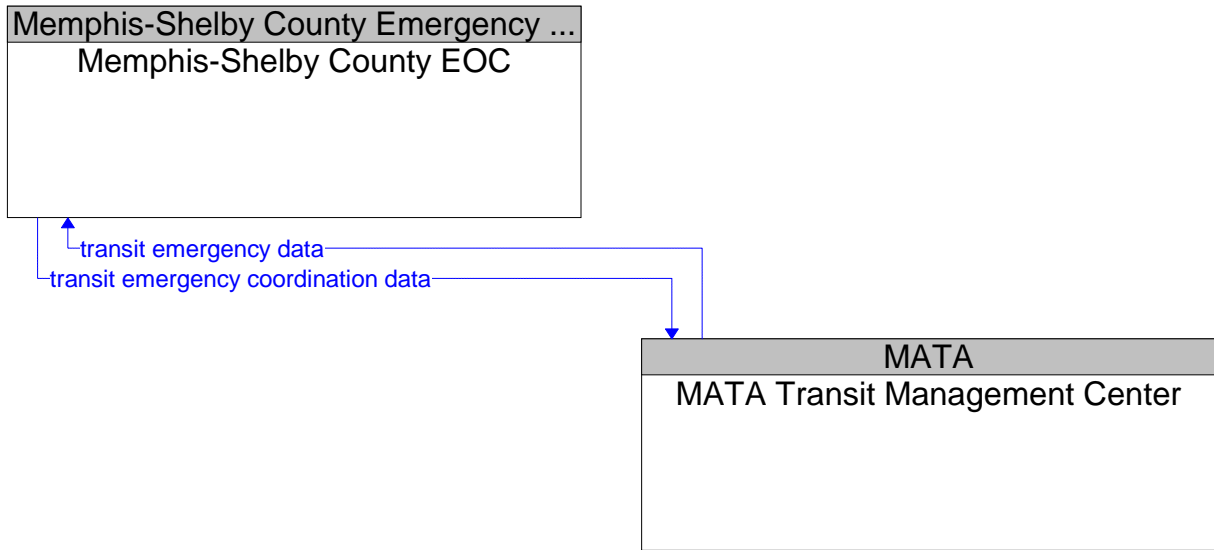 Memphis-Shelby County Emergency ...
Memphis-Shelby County EOC
transit emergency data
transit emergency coordination data
MATA
MATA Transit Management Center